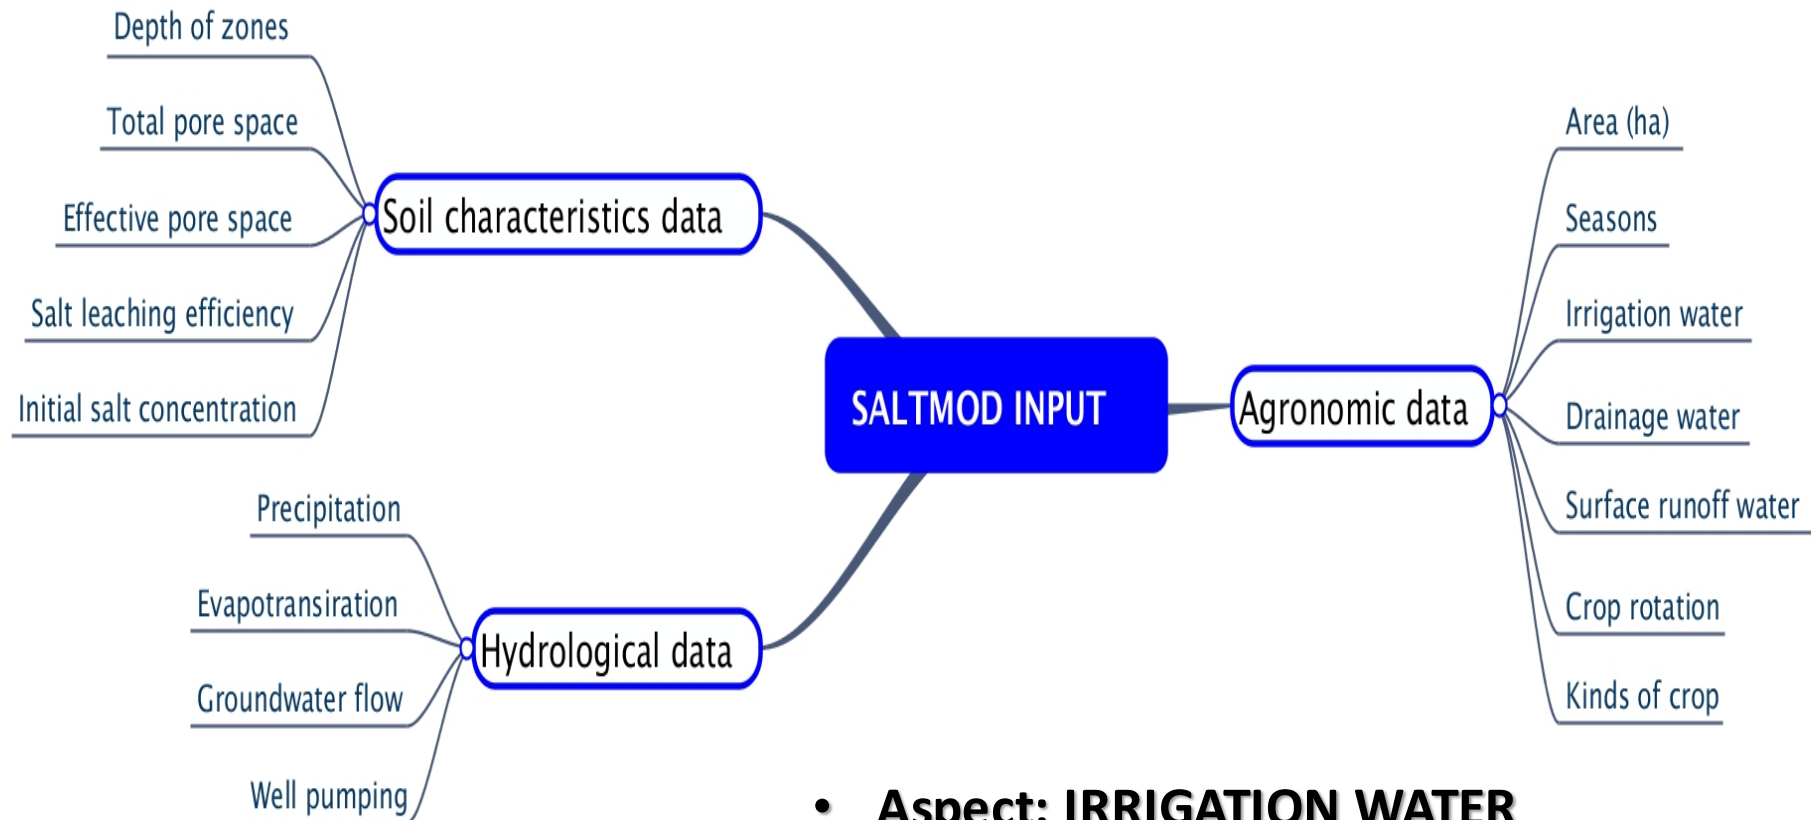 Depth of zones
Total pore space
Effective pore space
Salt leaching efficiency
Initial salt concentration
Soil characteristics data
Precipitation
Evapotransiration
Groundwater flow
Well pumping
Hydrological data
SALTMOD INPUT
Agronomic data
Area (ha)
Seasons
Irrigation water
Drainage water
Surface runoff water
Crop rotation
Kinds of crop
• Aspect: IRRIGATION WATER